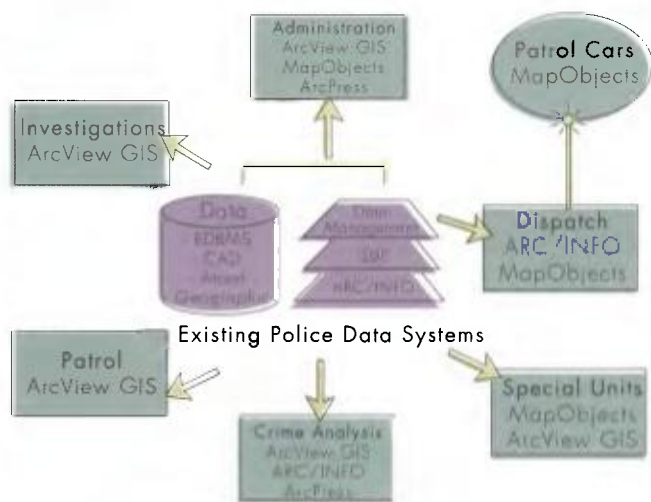 Administration
ArcView GIS
MapObjects
ArcPress
Patrol Cars
MapObjects
Investigations
ArcView GIS
Data
RDBMS
CAD
Geographic
Data
Management
SDE
ARC/INFO
Dispatch
ARC/INFO
MapObjects
Existing Police Data Systems
Patrol
ArcView GIS
Crime Analysis
ArcView GIS
ARC/INFO
ArcPress
Special Units
MapObjects
ArcView GIS